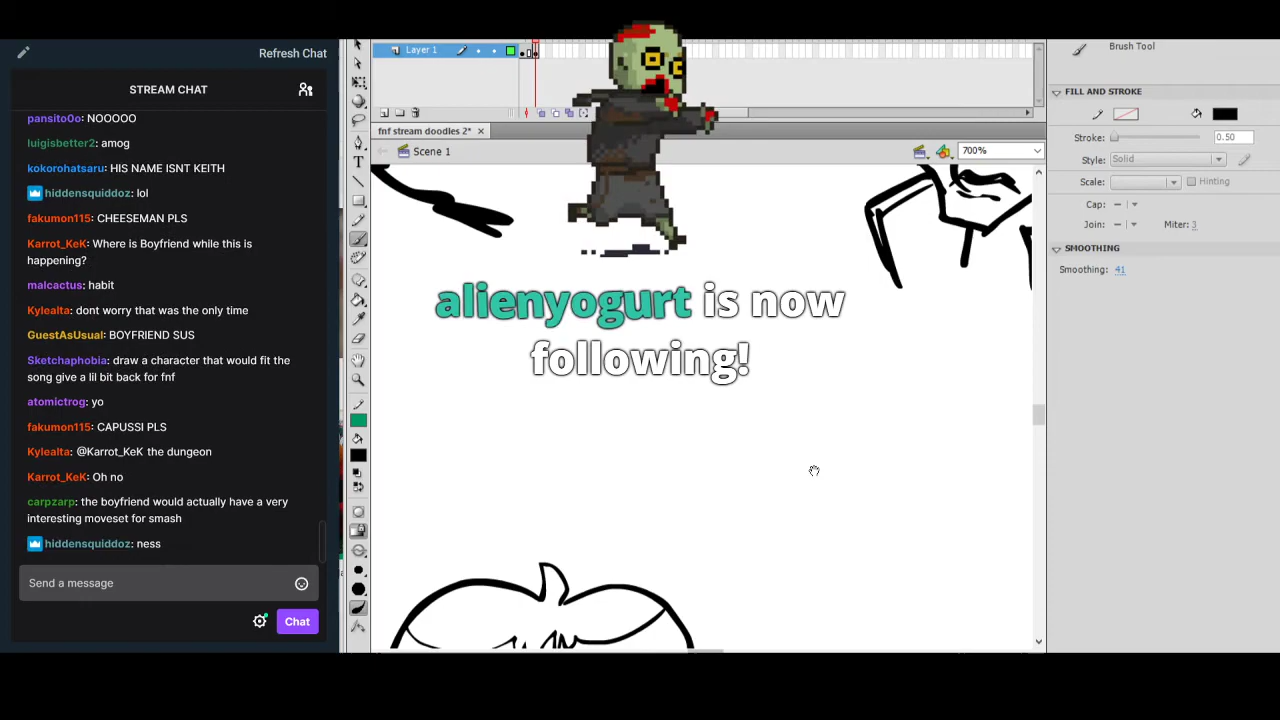 Refresh Chat
STREAM CHAT
pansito0o: NOOOOO
luigisbetter2: amog
kokorohatsaru: HIS NAME ISNT KEITH
hiddensquiddoz: lol
fakumon115: CHEESEMAN PLS
Karrot_KeK: Where is Boyfriend while this is
happening?
malcactus: habit
Kylealta: dont worry that was the only time
GuestAsUsual: BOYFRIEND SUS
Sketchaphobia: draw a character that would fit the
song give a lil bit back for fnf
atomictrog: yo
fakumon115: CAPUSSI PLS
Kylealta: @Karrot_KeK the dungeon
Karrot_KeK: Oh no
carpzarp: the boyfriend would actually have a very
interesting moveset for smash
hiddensquiddoz: ness
Send a message
Chat
Layer 1
fnf stream doodles 2*
Scene 1
700%
alienyogurt is now
following!
Brush Tool
FILL AND STROKE
Stroke: 0.50
Style: Solid
Scale: Hinting
Cap:
Join: Miter: 3
SMOOTHING
Smoothing: 41